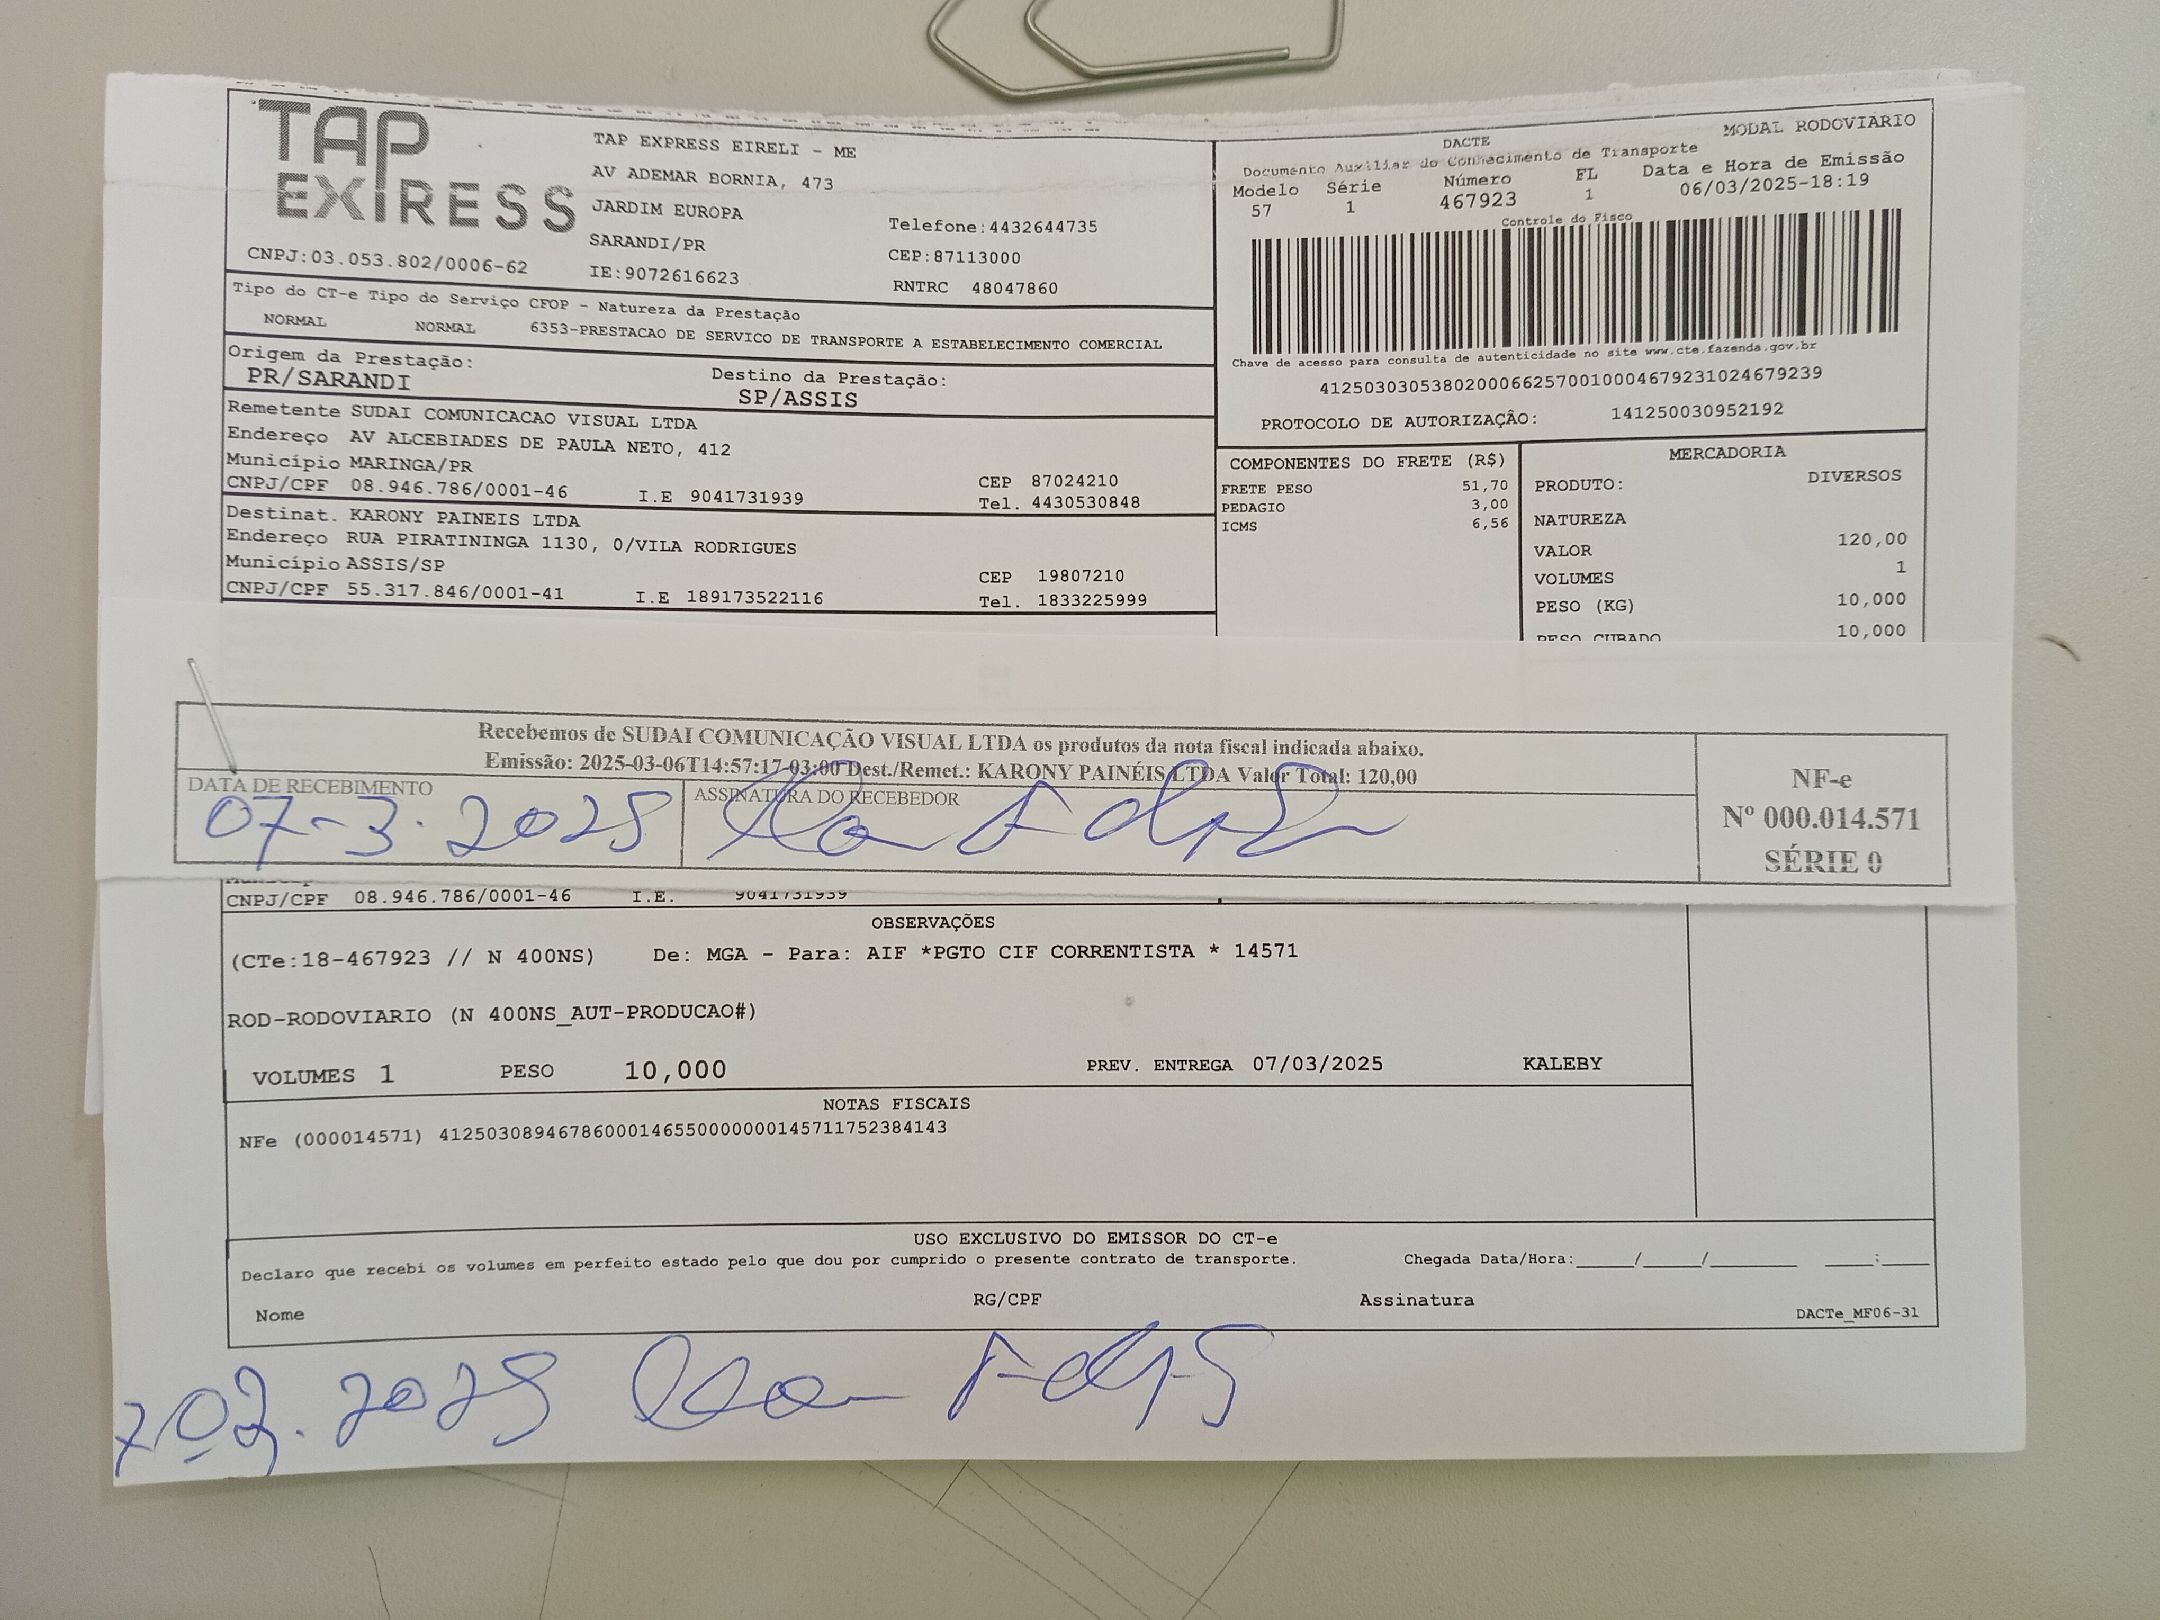 TAP
EXPRESS
TAP EXPRESS EIRELI - ME
AV ADEMAR BORNIA, 473
JARDIM EUROPA
SARANDI/PR
IE:9072616623
Telefone:4432644735
CEP:87113000
RNTRC 48047860
CNPJ:03.053.802/0006-62
DACTE
MODAL RODOVIÁRIO
Documento Auxiliar do Conhecimento de Transporte
Modelo Série Número FL Data e Hora de Emissão
57 1 467923 1 06/03/2025-18:19
Controle do Fisco
Chave de acesso para consulta de autenticidade no site www.cte.fazenda.gov.br
41250303053802000662570010004679231024679239
PROTOCOLO DE AUTORIZAÇÂO: 141250030952192
Tipo do CT-e Tipo do Serviço CFOP - Natureza da Prestação
NORMAL NORMAL 6353-PRESTACAO DE SERVICO DE TRANSPORTE A ESTABELECIMENTO COMERCIAL
Origem da Prestação: Destino da Prestação:
PR/SARANDI SP/ASSIS
Remetente SUDAI COMUNICACAO VISUAL LTDA
Endereço AV ALCEBIADES DE PAULA NETO, 412
Município MARINGA/PR CEP 87024210
CNPJ/CPF 08.946.786/0001-46 I.E 9041731939 Tel. 4430530848
Destinat. KARONY PAINEIS LTDA
Endereço RUA PIRATININGA 1130, 0/VILA RODRIGUES
Município ASSIS/SP CEP 19807210
CNPJ/CPF 55.317.846/0001-41 I.E 189173522116 Tel. 1833225999
COMPONENTES DO FRETE (R$)
FRETE PESO 51,70
PEDAGIO 3,00
ICMS 6,56
MERCADORIA
PRODUTO: DIVERSOS
NATUREZA
VALOR 120,00
VOLUMES 1
PESO (KG) 10,000
PESO CUBADO 10,000
Recebemos de SUDAI COMUNICAÇÃO VISUAL LTDA os produtos da nota fiscal indicada abaixo.
Emissão: 2025-03-06T14:57:17-03:00 Dest./Remet.: KARONY PAINÉIS LTDA Valor Total: 120,00
DATA DE RECEBIMENTO ASSINATURA DO RECEBEDOR
07-3.2025
NF-e
Nº 000.014.571
SÉRIE 0
CNPJ/CPF 08.946.786/0001-46 I.E. 9041731939
OBSERVAÇÕES
(CTe:18-467923 // N 400NS) De: MGA - Para: AIF *PGTO CIF CORRENTISTA * 14571
ROD-RODOVIARIO (N 400NS_AUT-PRODUCAO#)
VOLUMES 1 PESO 10,000 PREV. ENTREGA 07/03/2025 KALEBY
NOTAS FISCAIS
NFe (000014571) 41250308946786000146550000000145711752384143
USO EXCLUSIVO DO EMISSOR DO CT-e
Declaro que recebi os volumes em perfeito estado pelo que dou por cumprido o presente contrato de transporte. Chegada Data/Hora:_____/_____/________ ____:____
Nome RG/CPF Assinatura DACTe_MF06-31
2025